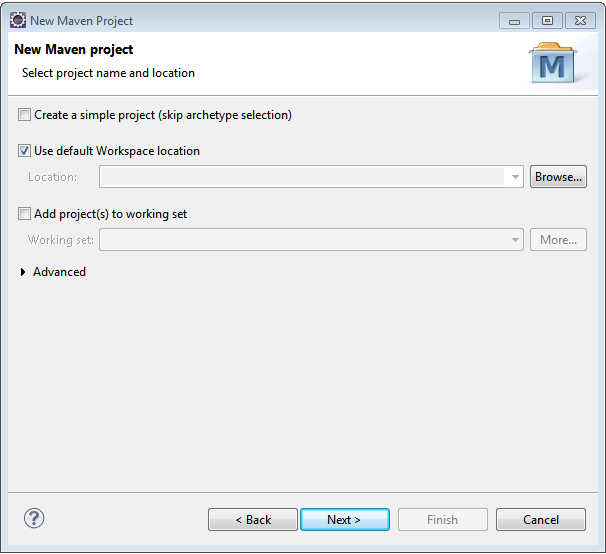 New Maven Project
New Maven project
Select project name and location
M
Create a simple project (skip archetype selection)
Use default Workspace location
Location:
Browse...
Add project(s) to working set
Working set:
More...
Advanced
?
< Back
Next >
Finish
Cancel